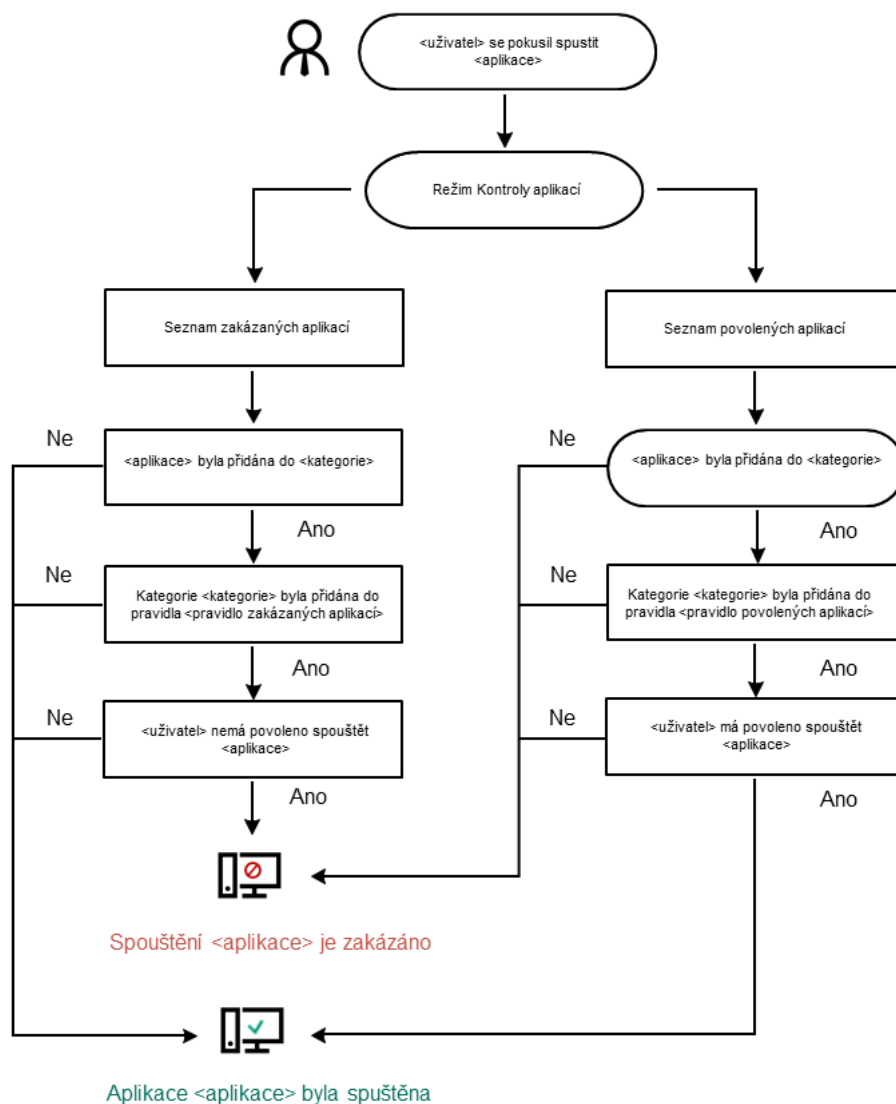 <uživatel> se pokusil spustit
<aplikace>
Režim Kontroly aplikací
Seznam zakázaných aplikací
Seznam povolených aplikací
Ne
<aplikace> byla přidána do <kategorie>
Ne
<aplikace> byla přidána do <kategorie>
Ano
Ano
Ne
Kategorie <kategorie> byla přidána do
pravidla <pravidlo zakázaných aplikací>
Ne
Kategorie <kategorie> byla přidána do
pravidla <pravidlo povolených aplikací>
Ano
Ano
Ne
<uživatel> nemá povoleno spouštět
<aplikace>
Ne
<uživatel> má povoleno spouštět
<aplikace>
Ano
Ano
Spouštění <aplikace> je zakázáno
Aplikace <aplikace> byla spuštěna